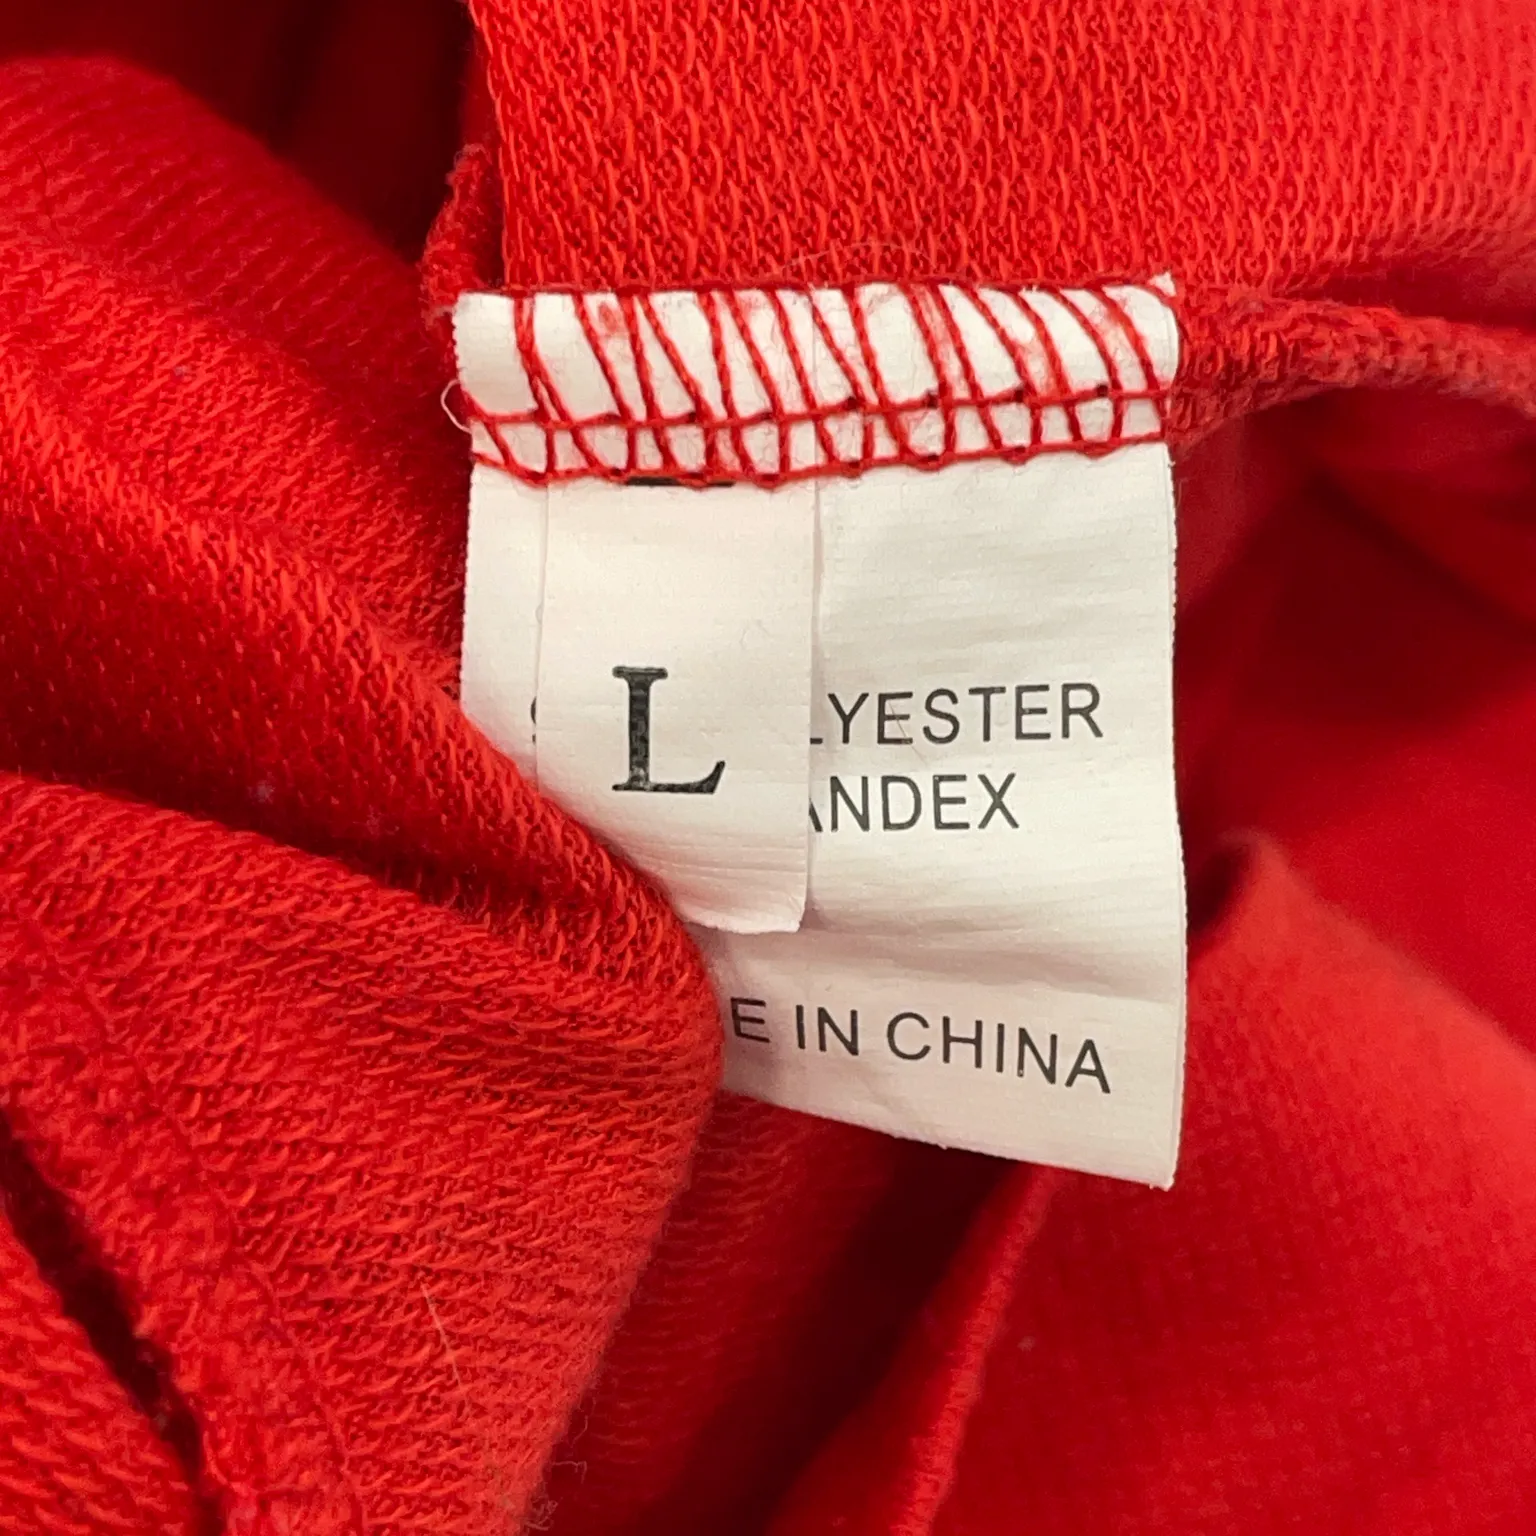 L
LYESTER
ANDEX
E IN CHINA